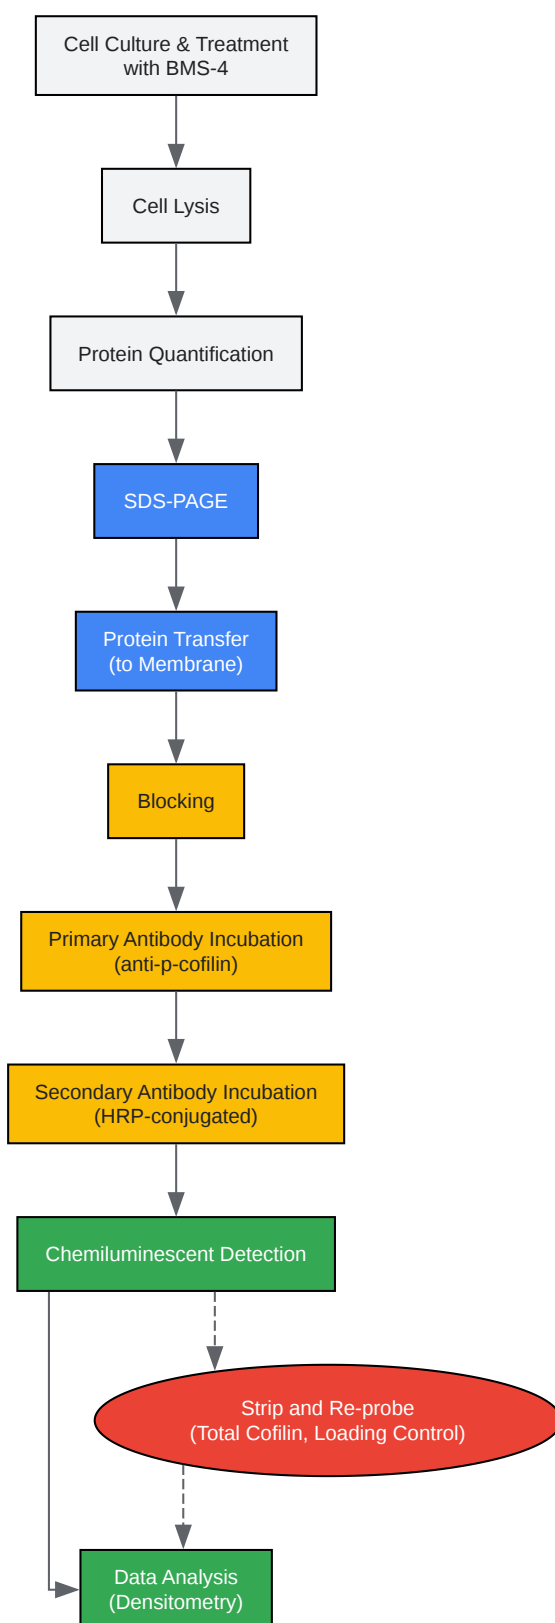 Cell Culture & Treatment
with BMS-4
Cell Lysis
Protein Quantification
SDS-PAGE
Protein Transfer
(to Membrane)
Blocking
Primary Antibody Incubation
(anti-p-cofilin)
Secondary Antibody Incubation
(HRP-conjugated)
Chemiluminescent Detection
Strip and Re-probe
(Total Cofilin, Loading Control)
Data Analysis
(Densitometry)